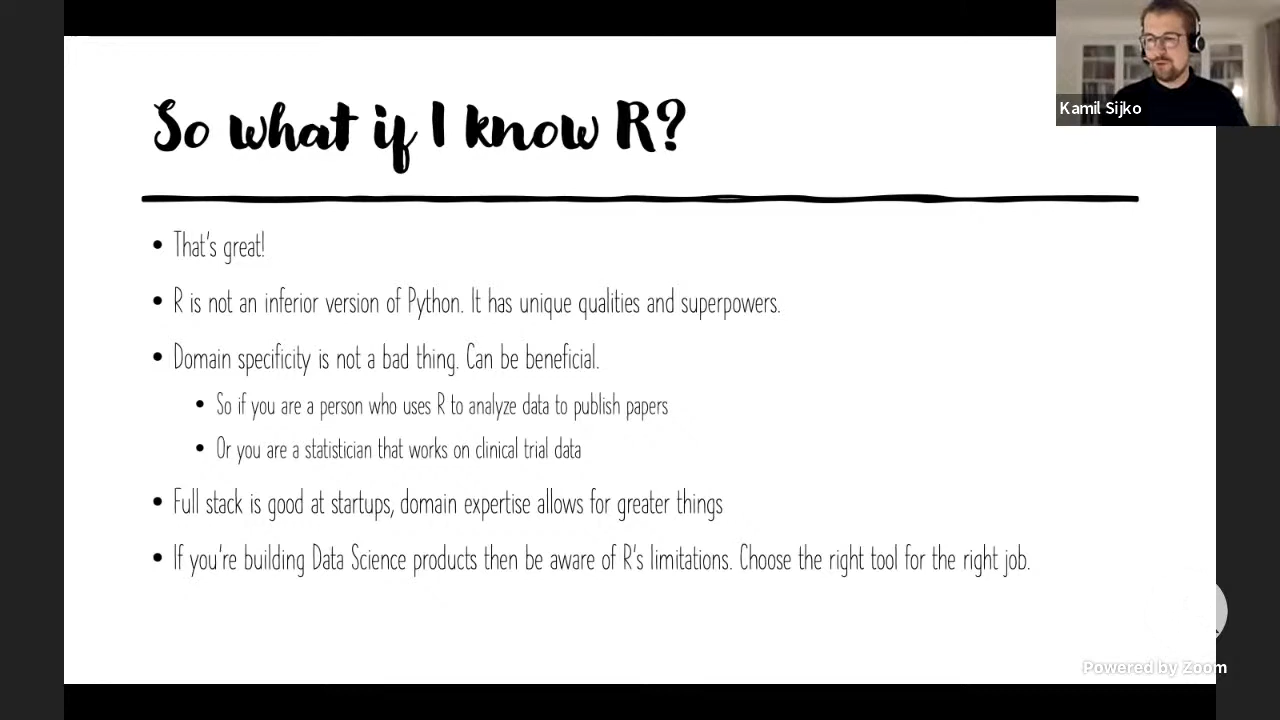 So what if I know R?
Kamil Sijko
• That's great!
• R is not an inferior version of Python. It has unique qualities and superpowers.
• Domain specificity is not a bad thing. Can be beneficial.
• So if you are a person who uses R to analyze data to publish papers
• Or you are a statistician that works on clinical trial data
• Full stack is good at startups, domain expertise allows for greater things
• If you're building Data Science products then be aware of R's limitations. Choose the right tool for the right job.
Powered by Zoom